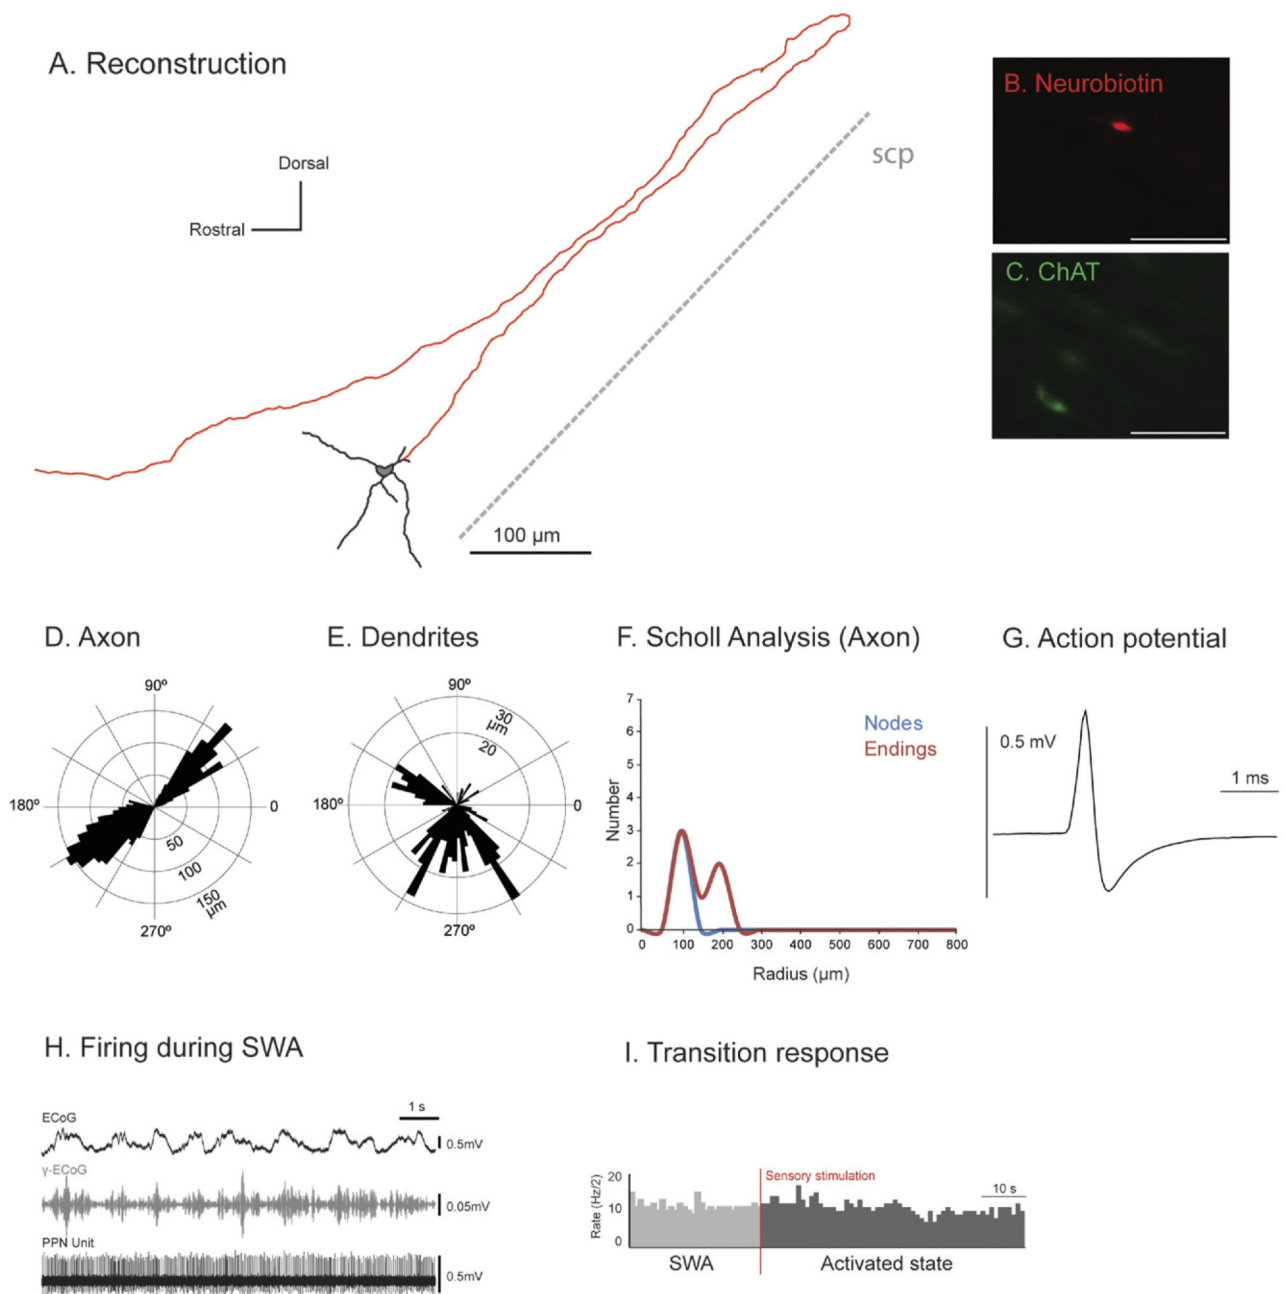 A. Reconstruction
Dorsal
Rostral
scp
100 µm
B. Neurobiotin
C. ChAT
D. Axon
90º
180º
0
50
100
150
µm
270º
E. Dendrites
90º
30
µm
20
180º
0
270º
F. Scholl Analysis (Axon)
7
6
5
4
3
2
1
0
Number
Nodes
Endings
0 100 200 300 400 500 600 700 800
Radius (µm)
G. Action potential
0.5 mV
1 ms
H. Firing during SWA
1 s
ECoG
0.5mV
γ-ECoG
0.05mV
PPN Unit
0.5mV
I. Transition response
Sensory stimulation
20
10
0
Rate (Hz/2)
10 s
SWA
Activated state